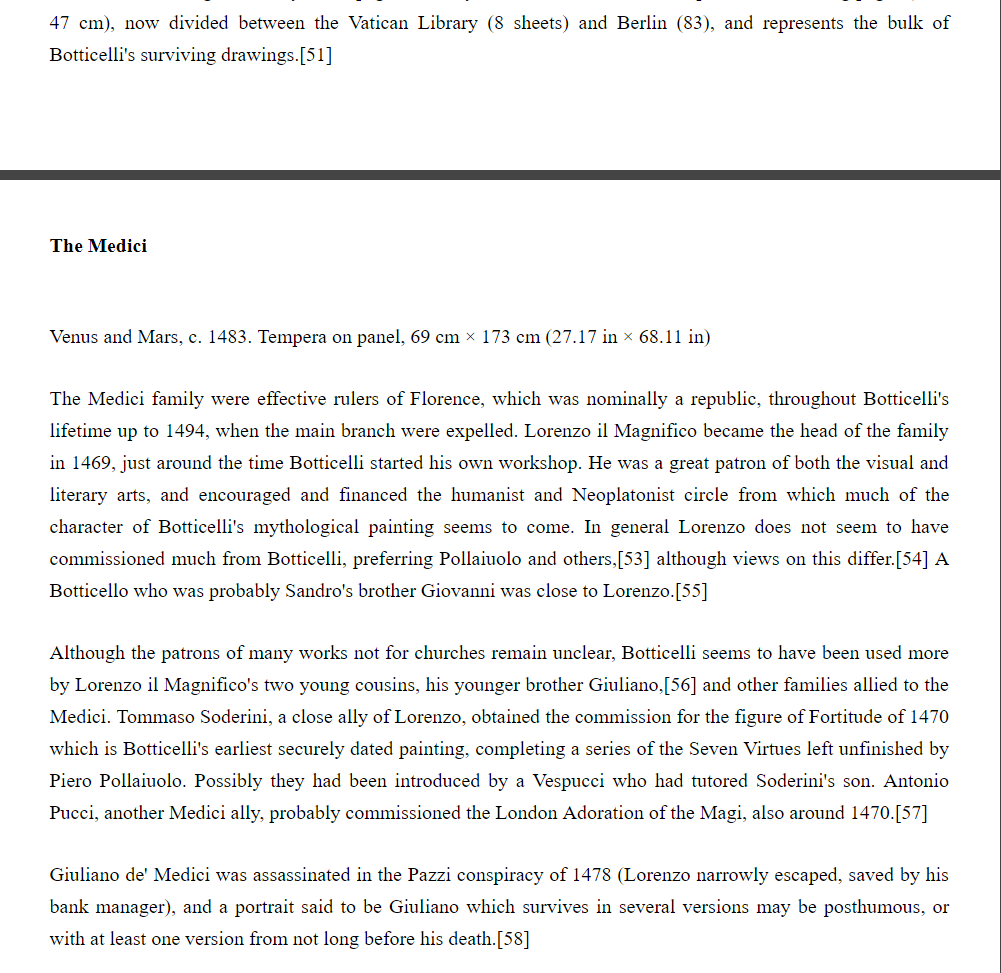 47 cm), now divided between the Vatican Library (8 sheets) and Berlin (83), and represents the bulk of
Botticelli's surviving drawings.[51]
The Medici
Venus and Mars, c. 1483. Tempera on panel, 69 cm × 173 cm (27.17 in × 68.11 in)
The Medici family were effective rulers of Florence, which was nominally a republic, throughout Botticelli's
lifetime up to 1494, when the main branch were expelled. Lorenzo il Magnifico became the head of the family
in 1469, just around the time Botticelli started his own workshop. He was a great patron of both the visual and
literary arts, and encouraged and financed the humanist and Neoplatonist circle from which much of the
character of Botticelli's mythological painting seems to come. In general Lorenzo does not seem to have
commissioned much from Botticelli, preferring Pollaiuolo and others,[53] although views on this differ.[54] A
Botticello who was probably Sandro's brother Giovanni was close to Lorenzo.[55]
Although the patrons of many works not for churches remain unclear, Botticelli seems to have been used more
by Lorenzo il Magnifico's two young cousins, his younger brother Giuliano,[56] and other families allied to the
Medici. Tommaso Soderini, a close ally of Lorenzo, obtained the commission for the figure of Fortitude of 1470
which is Botticelli's earliest securely dated painting, completing a series of the Seven Virtues left unfinished by
Piero Pollaiuolo. Possibly they had been introduced by a Vespucci who had tutored Soderini's son. Antonio
Pucci, another Medici ally, probably commissioned the London Adoration of the Magi, also around 1470.[57]
Giuliano de' Medici was assassinated in the Pazzi conspiracy of 1478 (Lorenzo narrowly escaped, saved by his
bank manager), and a portrait said to be Giuliano which survives in several versions may be posthumous, or
with at least one version from not long before his death.[58]